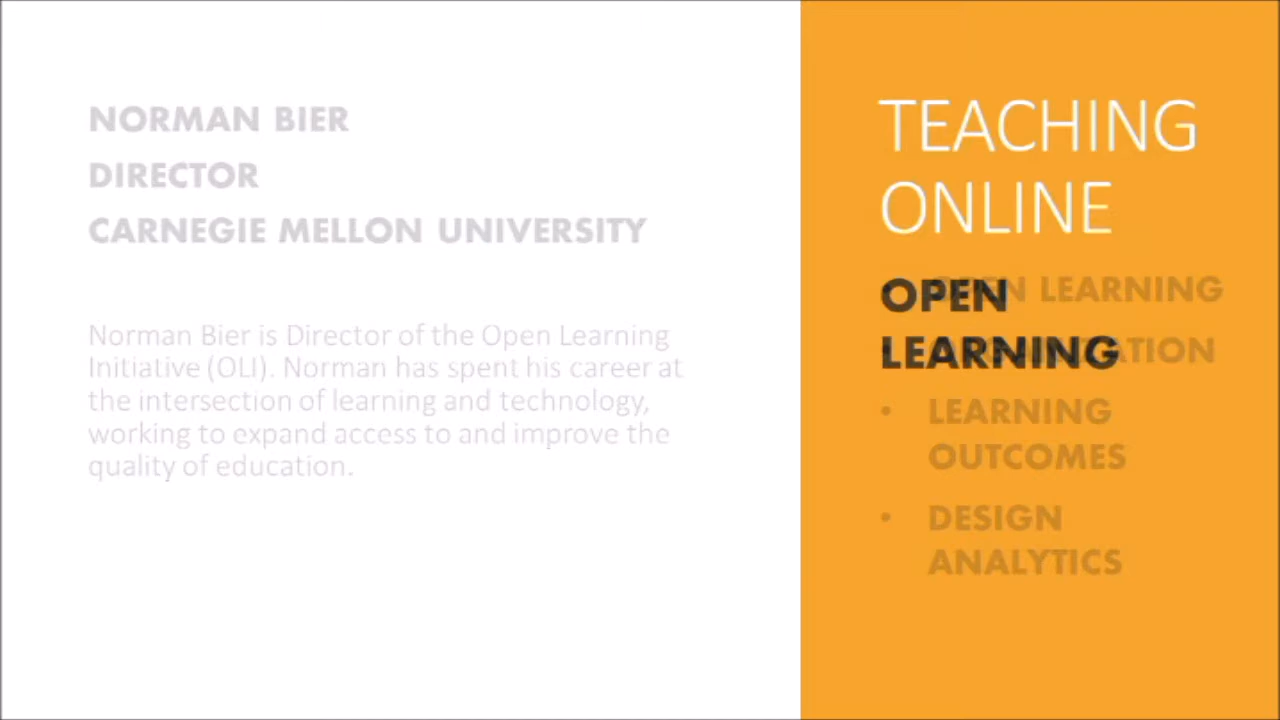 NORMAN BIER
DIRECTOR
CARNEGIE MELLON UNIVERSITY
Norman Bier is Director of the Open Learning
Initiative (OLI). Norman has spent his career at
the intersection of learning and technology,
working to expand access to and improve the
quality of education.
TEACHING
ONLINE
OPEN
LEARNING
OPEN LEARNING
• LEARNING
OUTCOMES
• DESIGN
ANALYTICS